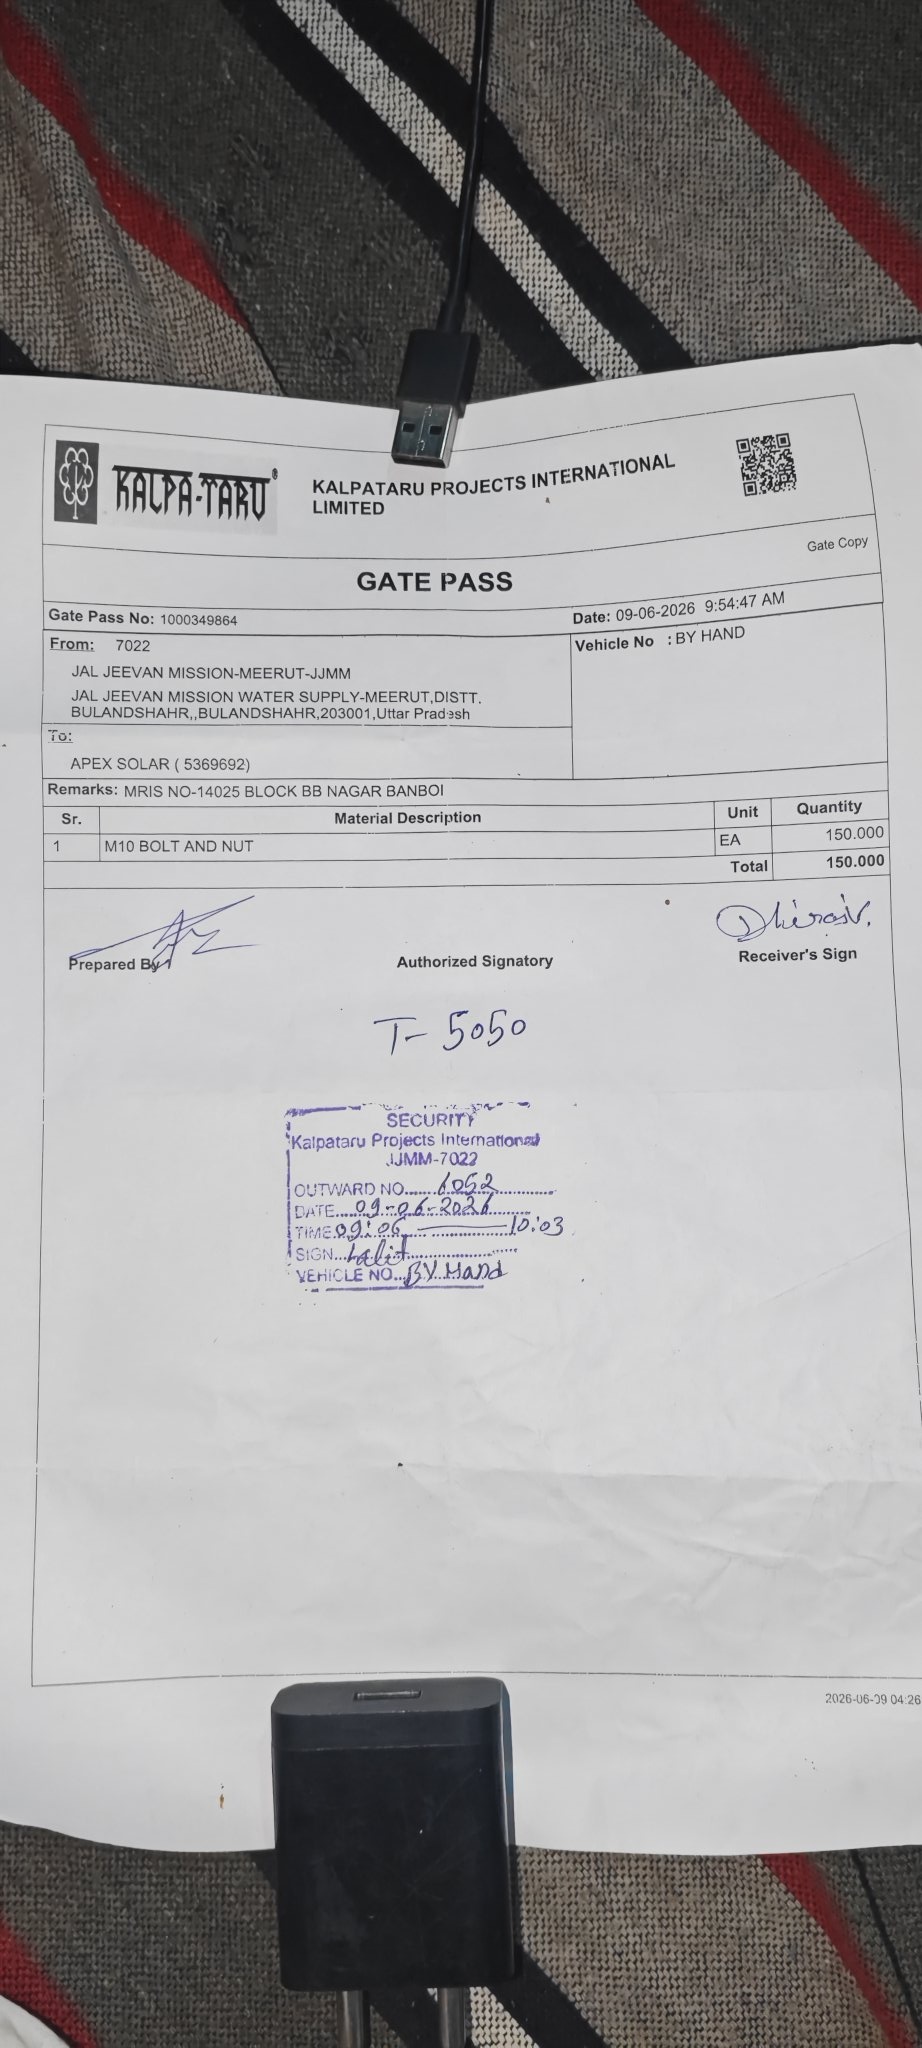 KALPA-TARU®
KALPATARU PROJECTS INTERNATIONAL
LIMITED
Gate Copy
GATE PASS
Gate Pass No: 1000349864
Date: 09-06-2026 9:54:47 AM
From: 7022
Vehicle No : BY HAND
JAL JEEVAN MISSION-MEERUT-JJMM
JAL JEEVAN MISSION WATER SUPPLY-MEERUT,DISTT.
BULANDSHAHR,,BULANDSHAHR,203001,Uttar Pradesh
To:
APEX SOLAR ( 5369692)
Remarks: MRIS NO-14025 BLOCK BB NAGAR BANBOI
Sr. Material Description Unit Quantity
1 M10 BOLT AND NUT EA 150.000
Total 150.000
Dhiraj
Prepared By
Authorized Signatory
Receiver's Sign
T- 5050
SECURITY
Kalpataru Projects International
JJMM-7022
OUTWARD NO. 1052
DATE 09-06-2026
TIME 09:06 10:03
SIGN Lalit
VEHICLE NO. BY Hand
2026-06-09 04:26